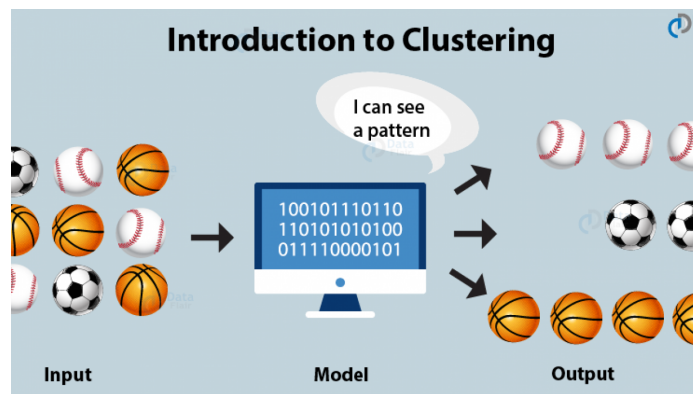 Introduction to Clustering
I can see
a pattern
100101110110
110101010100
011110000101
Input
Model
Output